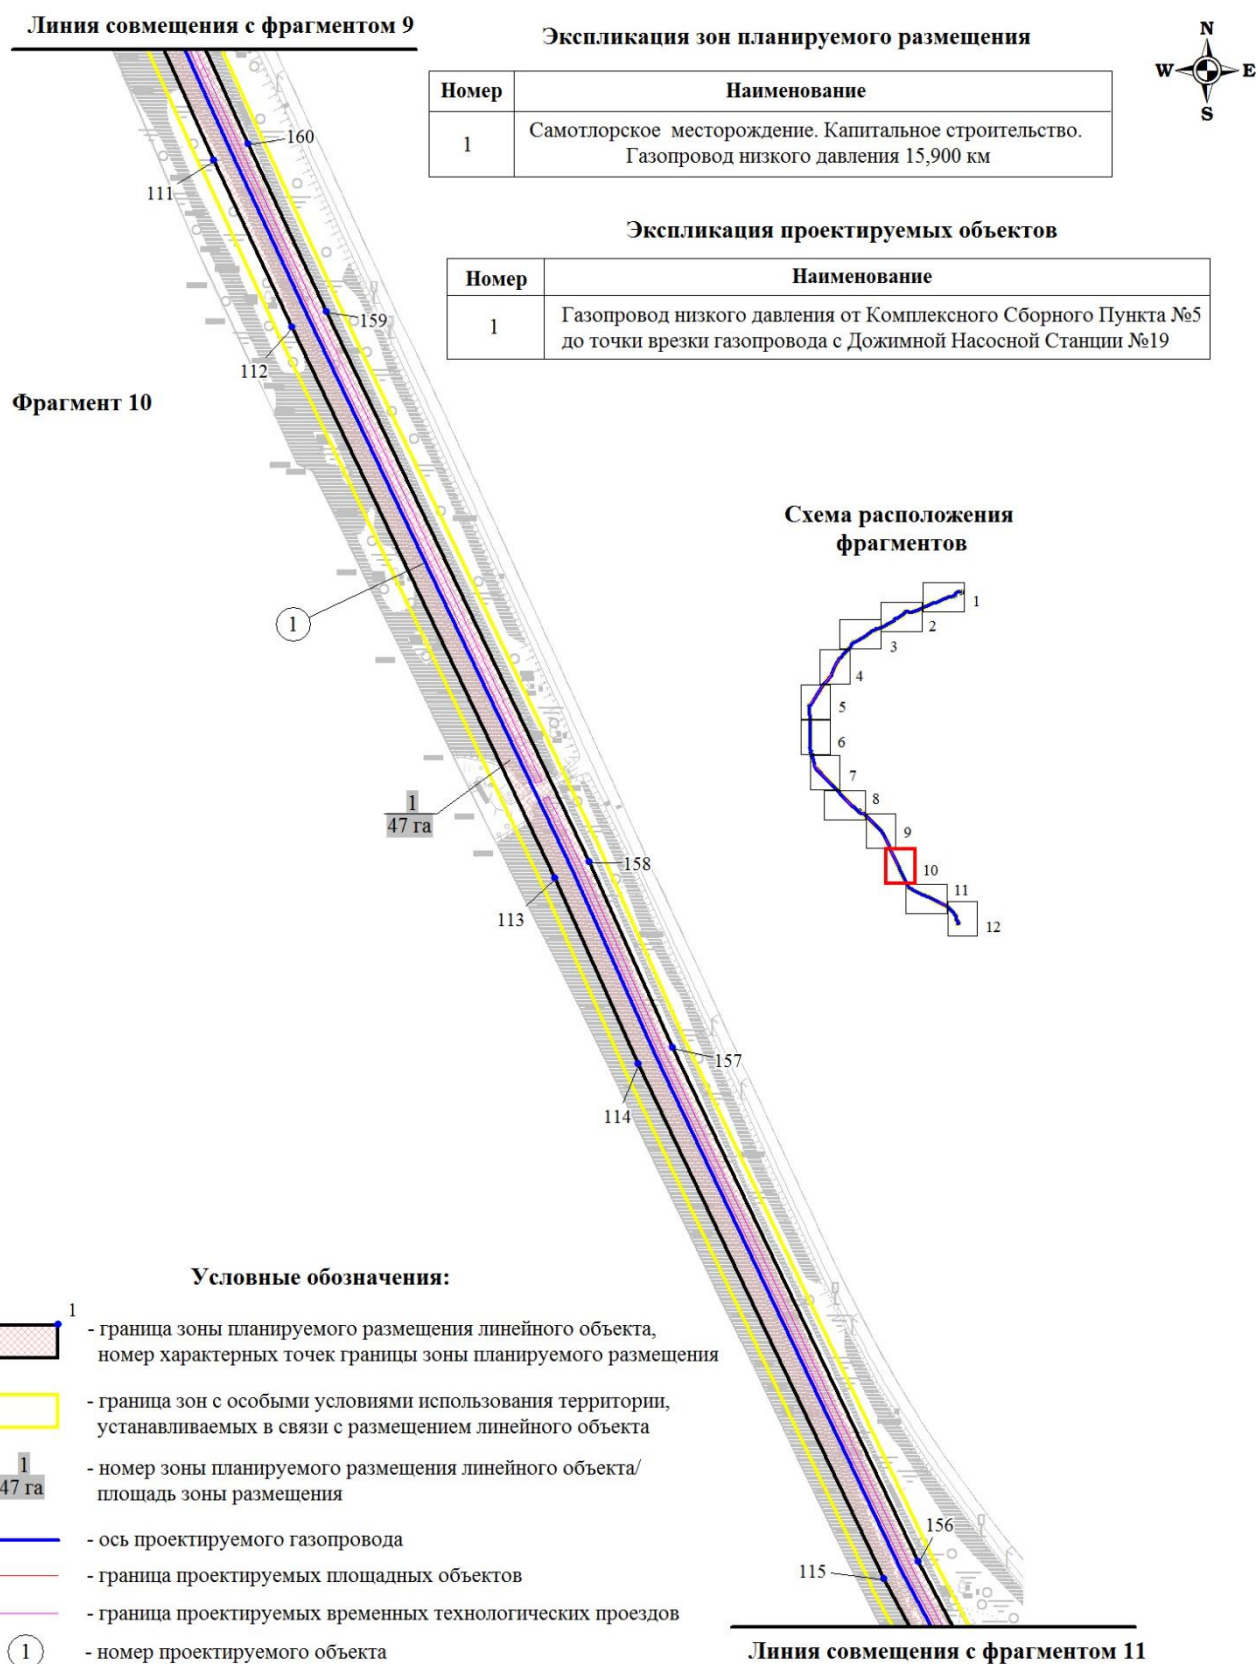 Линия совмещения с фрагментом 9
Экспликация зон планируемого размещения
N
W E
S
Номер Наименование
1 Самотлорское месторождение. Капитальное строительство.
Газопровод низкого давления 15,900 км
160
111
Экспликация проектируемых объектов
Номер Наименование
1 Газопровод низкого давления от Комплексного Сборного Пункта №5
до точки врезки газопровода с Дожимной Насосной Станции №19
159
112
Фрагмент 10
Схема расположения
фрагментов
1
2
3
4
5
6
7
8
9
10
11
12
1
1
47 га
158
113
157
114
Условные обозначения:
1
- граница зоны планируемого размещения линейного объекта,
номер характерных точек границы зоны планируемого размещения
- граница зон с особыми условиями использования территории,
устанавливаемых в связи с размещением линейного объекта
1
47 га
- номер зоны планируемого размещения линейного объекта/
площадь зоны размещения
- ось проектируемого газопровода
- граница проектируемых площадных объектов
- граница проектируемых временных технологических проездов
1 - номер проектируемого объекта
156
115
Линия совмещения с фрагментом 11